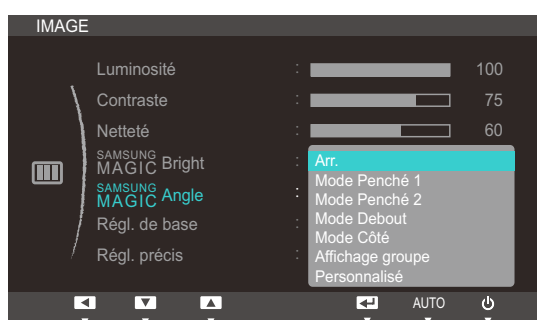 IMAGE
Luminosité : 100
Contraste : 75
Netteté : 60
SAMSUNG MAGIC Bright :
SAMSUNG MAGIC Angle :
Régl. de base :
Régl. précis :
Arr.
Mode Penché 1
Mode Penché 2
Mode Debout
Mode Côté
Affichage groupe
Personnalisé
AUTO